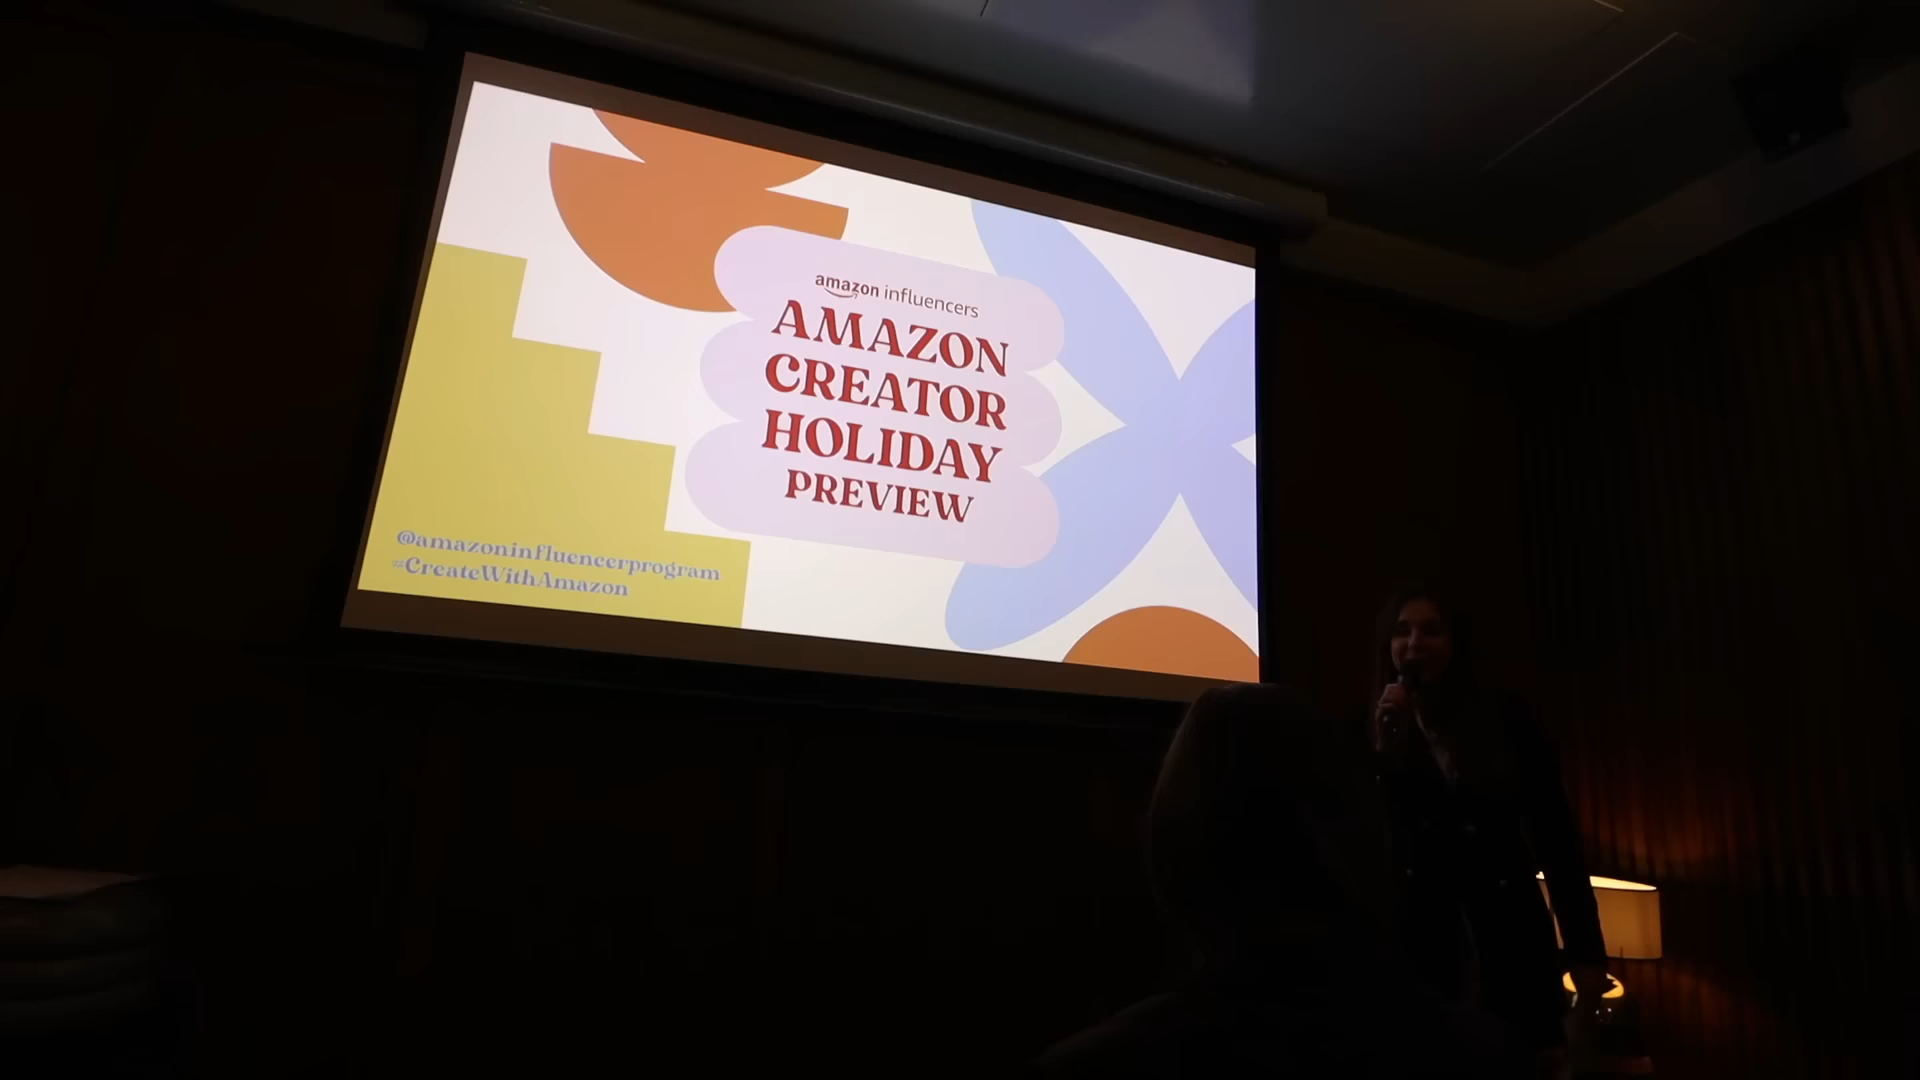 amazon influencers
AMAZON
CREATOR
HOLIDAY
PREVIEW
@amazoninfluencerprogram
#CreateWithAmazon